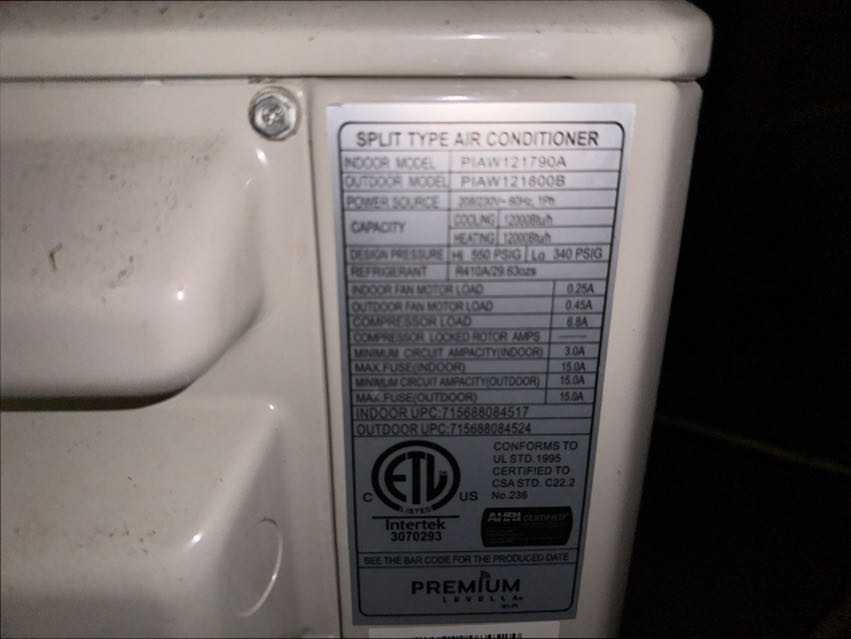 SPLIT TYPE AIR CONDITIONER
INDOOR MODEL PIAW121790A
OUTDOOR MODEL PIAW121800B
POWER SOURCE 208/230V~ 60Hz, 1Ph
CAPACITY COOLING 12000Btu/h
HEATING 12000Btu/h
DESIGN PRESSURE Hi 550 PSIG Lo 340 PSIG
REFRIGERANT R410A/29.63ozs
INDOOR FAN MOTOR LOAD 0.25A
OUTDOOR FAN MOTOR LOAD 0.45A
COMPRESSOR LOAD 6.8A
COMPRESSOR LOCKED ROTOR AMPS ———
MINIMUM CIRCUIT AMPACITY(INDOOR) 3.0A
MAX.FUSE(INDOOR) 15.0A
MINIMUM CIRCUIT AMPACITY(OUTDOOR) 15.0A
MAX.FUSE(OUTDOOR) 15.0A
INDOOR UPC:715688084517
OUTDOOR UPC:715688084524
CONFORMS TO
UL STD.1995
CERTIFIED TO
CSA STD. C22.2
No.236
C ETL US
LISTED
Intertek
3070293
AHRI CERTIFIED
SEE THE BAR CODE FOR THE PRODUCED DATE
PREMIUM
LEVELLA